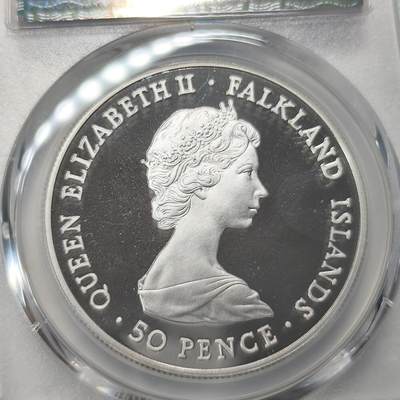 · QUEEN ELIZABETH II · FALKLAND ISLANDS ·
50 PENCE